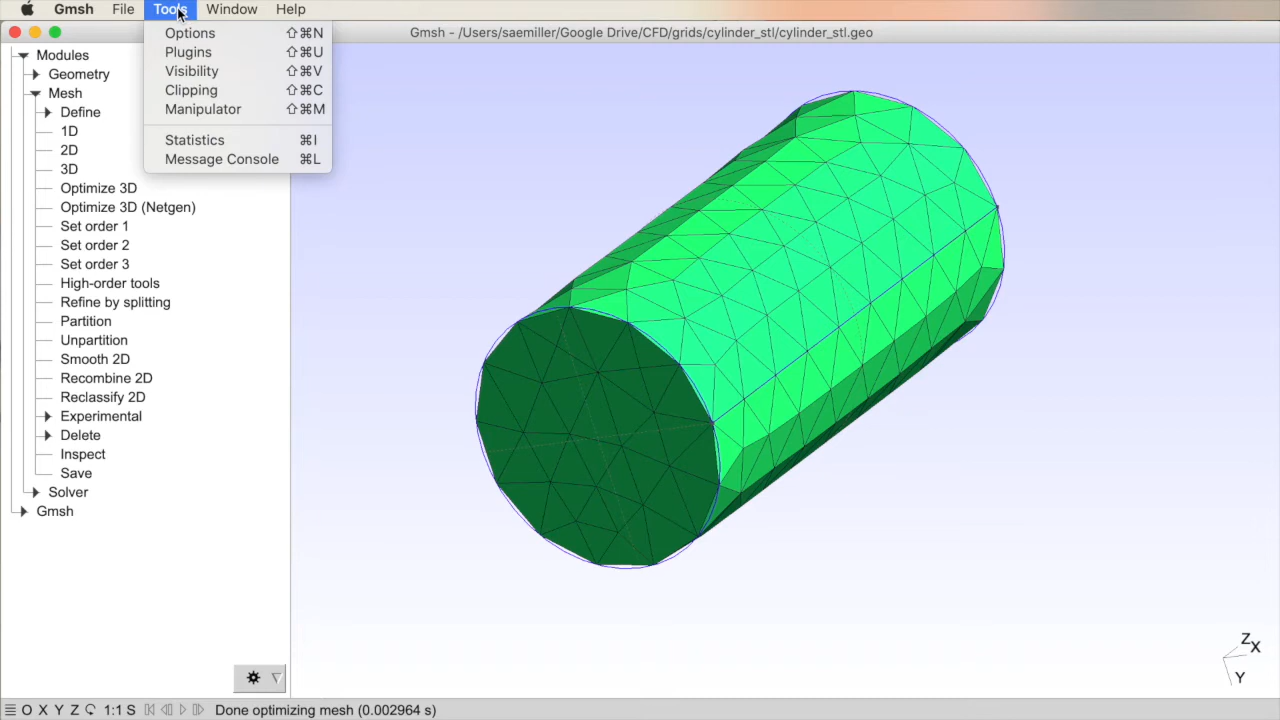 Gmsh File Tools Window Help
Gmsh - /Users/saemiller/Google Drive/CFD/grids/cylinder_stl/cylinder_stl.geo
Options ⇧⌘N
Plugins ⇧⌘U
Visibility ⇧⌘V
Clipping ⇧⌘C
Manipulator ⇧⌘M
Statistics ⌘I
Message Console ⌘L
Modules
Geometry
Mesh
Define
1D
2D
3D
Optimize 3D
Optimize 3D (Netgen)
Set order 1
Set order 2
Set order 3
High-order tools
Refine by splitting
Partition
Unpartition
Smooth 2D
Recombine 2D
Reclassify 2D
Experimental
Delete
Inspect
Save
Solver
Gmsh
Z
X
Y
O X Y Z 1:1 S Done optimizing mesh (0.002964 s)